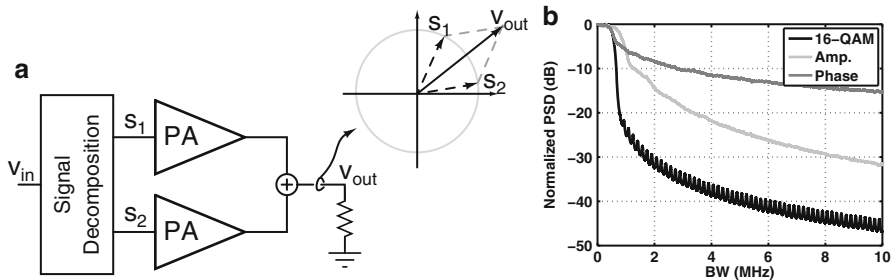 a
V_in
Signal Decomposition
S_1
S_2
PA
PA
V_out
S_1
S_2
V_out
b
Normalized PSD (dB)
0
−10
−20
−30
−40
−50
0 2 4 6 8 10
BW (MHz)
16−QAM
Amp.
Phase